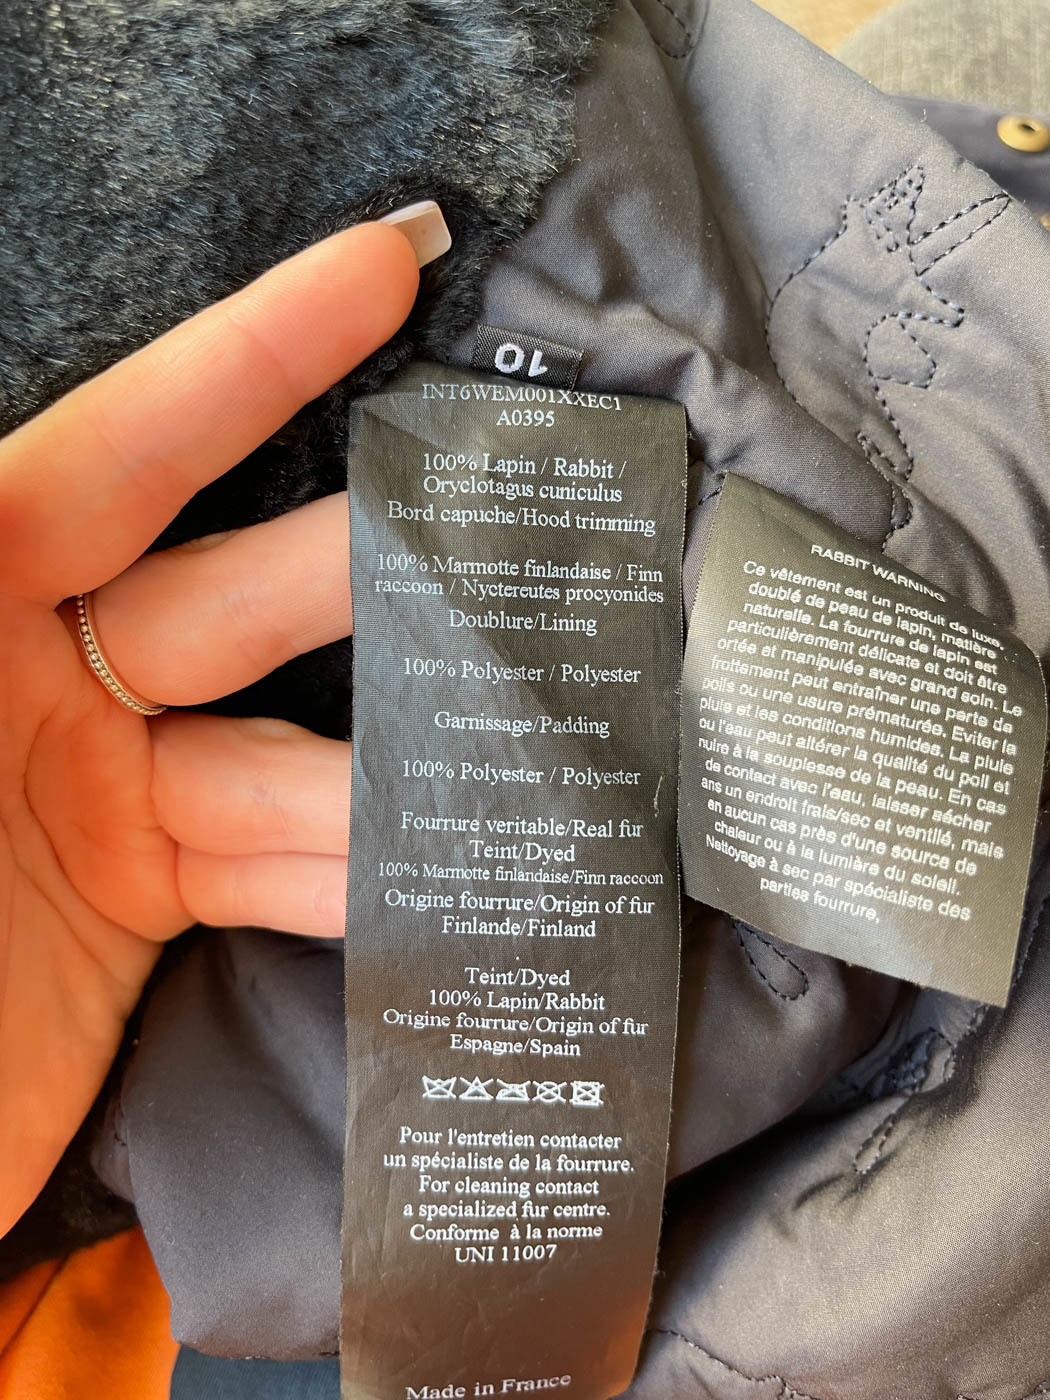 10
INT6WEM001XXEC1
A0395
100% Lapin / Rabbit /
Oryclotagus cuniculus
Bord capuche/Hood trimming
100% Marmotte finlandaise / Finn
raccoon / Nyctereutes procyonides
Doublure/Lining
100% Polyester / Polyester
Garnissage/Padding
100% Polyester / Polyester
Fourrure veritable/Real fur
Teint/Dyed
100% Marmotte finlandaise/Finn raccoon
Origine fourrure/Origin of fur
Finlande/Finland
Teint/Dyed
100% Lapin/Rabbit
Origine fourrure/Origin of fur
Espagne/Spain
Pour l'entretien contacter
un spécialiste de la fourrure.
For cleaning contact
a specialized fur centre.
Conforme à la norme
UNI 11007
Made in France
RABBIT WARNING
Ce vêtement est un produit de luxe,
doublé de peau de lapin, matière
naturelle. La fourrure de lapin est
particulièrement délicate et doit être
ortée et manipulée avec grand soin. Le
frottement peut entraîner une perte de
poils ou une usure prématurée. Eviter la
pluie et les conditions humides. La pluie
ou l'eau peut altérer la qualité du poil et
nuire à la souplesse de la peau. En cas
de contact avec l'eau, laisser sécher
ans un endroit frais/sec et ventilé, mais
en aucun cas près d'une source de
chaleur ou à la lumière du soleil.
Nettoyage à sec par spécialiste des
parties fourrure,